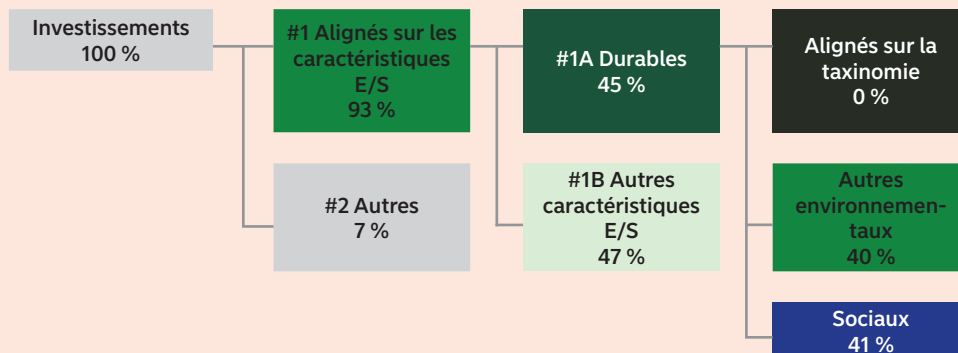 Investissements
100 %
#1 Alignés sur les
caractéristiques
E/S
93 %
#1A Durables
45 %
Alignés sur la
taxinomie
0 %
#2 Autres
7 %
#1B Autres
caractéristiques
E/S
47 %
Autres
environnemen-
taux
40 %
Sociaux
41 %